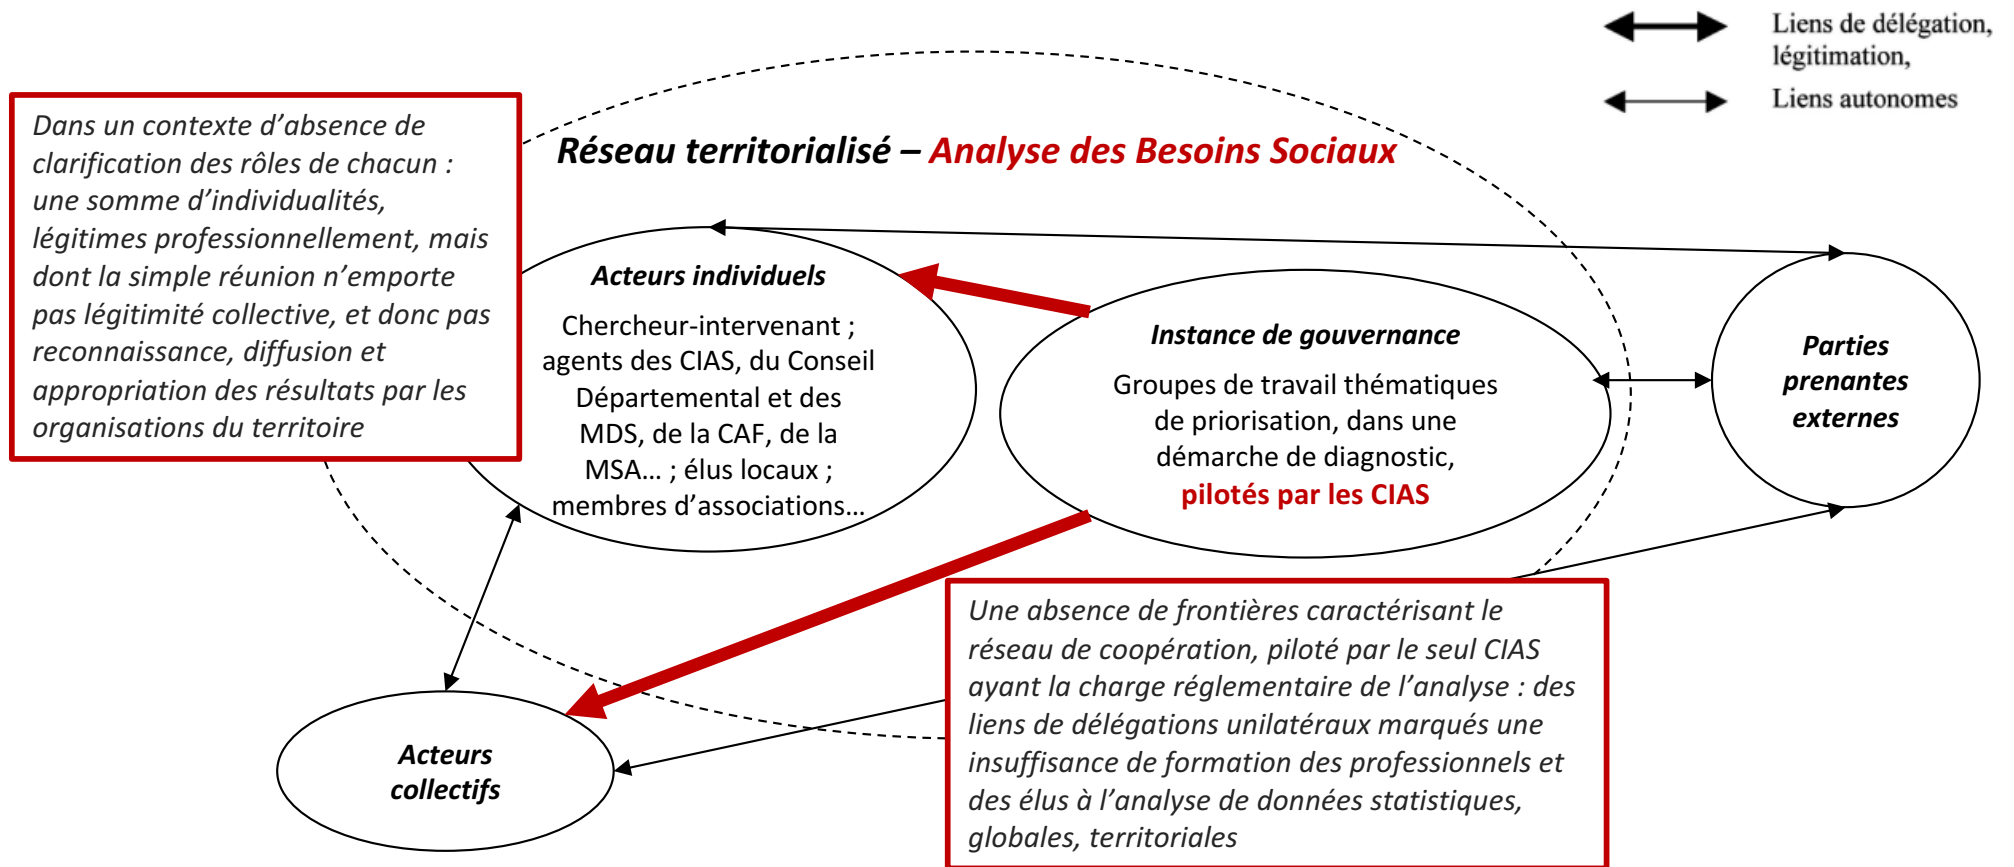 Liens de délégation,
légitimation,
Liens autonomes
Réseau territorialisé – Analyse des Besoins Sociaux
Dans un contexte d’absence de
clarification des rôles de chacun :
une somme d’individualités,
légitimes professionnellement, mais
dont la simple réunion n’emporte
pas légitimité collective, et donc pas
reconnaissance, diffusion et
appropriation des résultats par les
organisations du territoire
Acteurs individuels
Chercheur-intervenant ;
agents des CIAS, du Conseil
Départemental et des
MDS, de la CAF, de la
MSA… ; élus locaux ;
membres d’associations…
Instance de gouvernance
Groupes de travail thématiques
de priorisation, dans une
démarche de diagnostic,
pilotés par les CIAS
Parties
prenantes
externes
Acteurs
collectifs
Une absence de frontières caractérisant le
réseau de coopération, piloté par le seul CIAS
ayant la charge réglementaire de l’analyse : des
liens de délégations unilatéraux marqués une
insuffisance de formation des professionnels et
des élus à l’analyse de données statistiques,
globales, territoriales